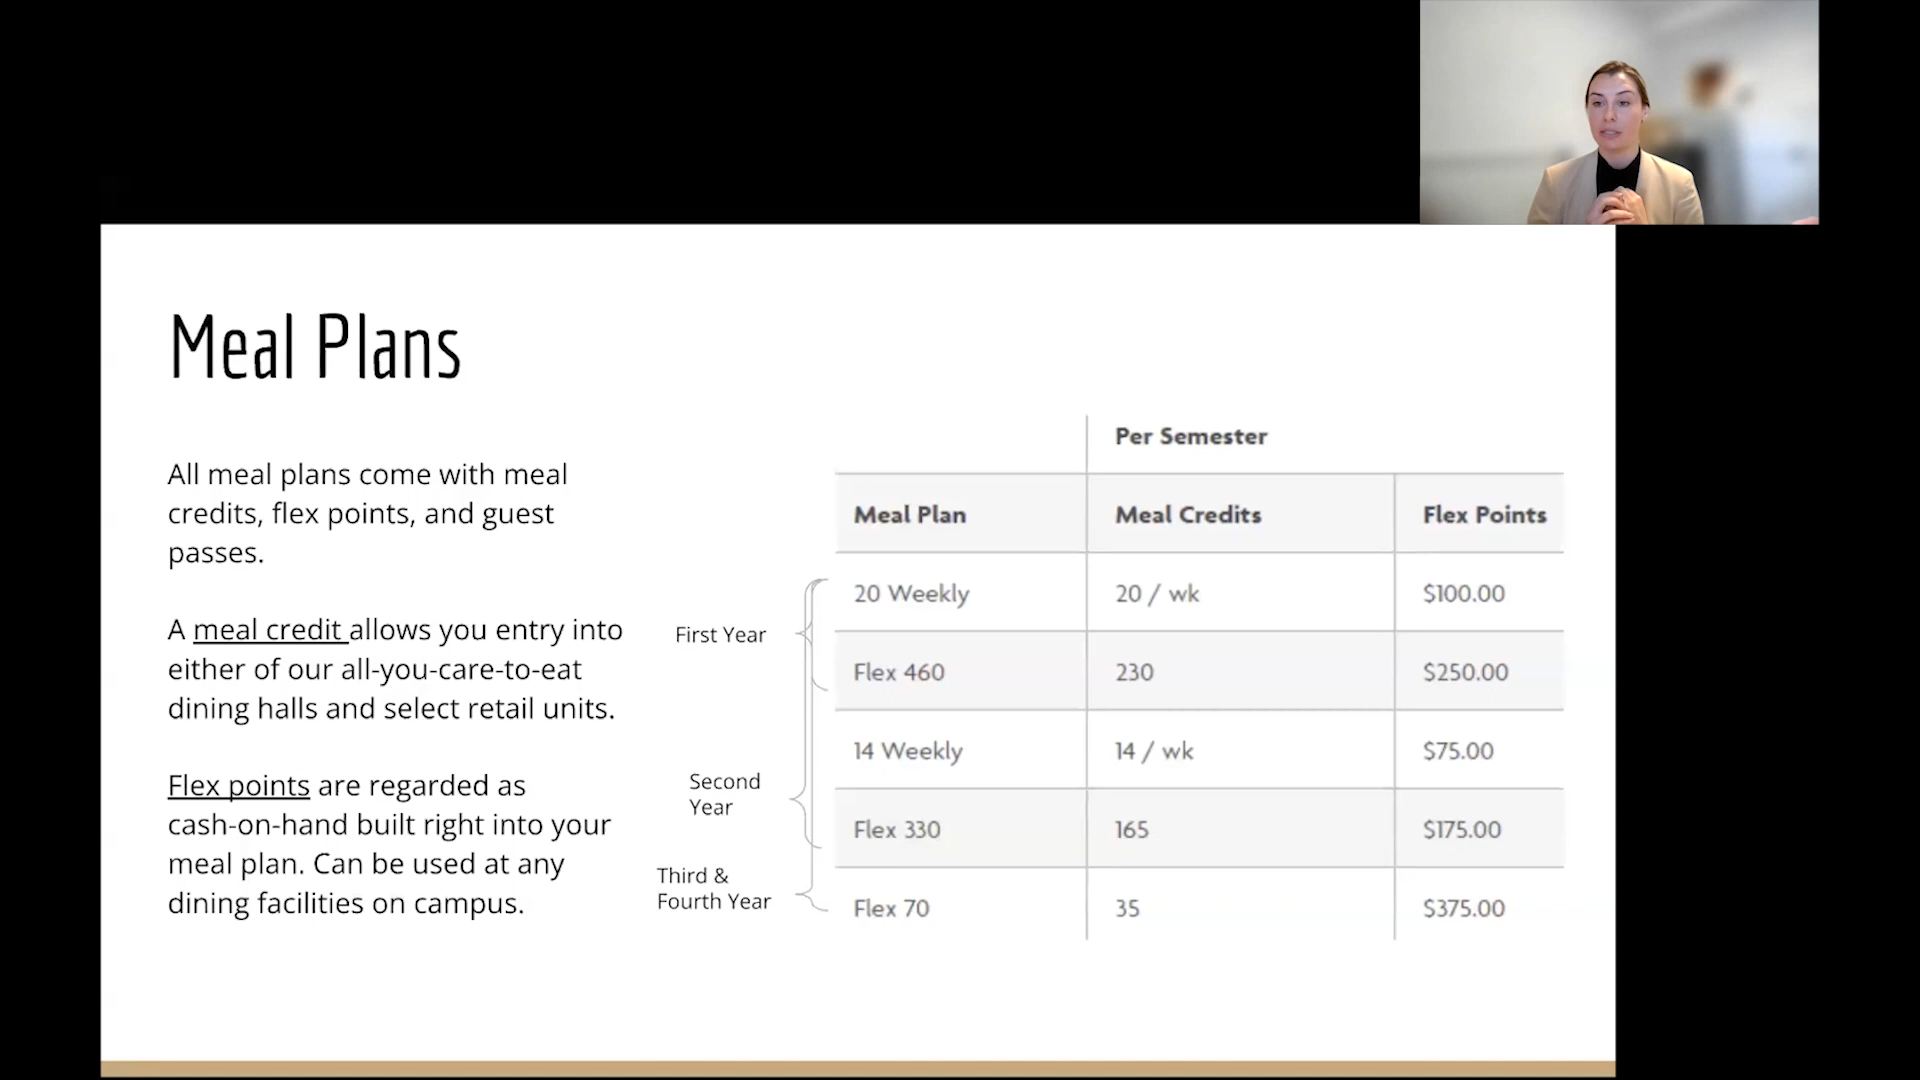 Meal Plans
All meal plans come with meal
credits, flex points, and guest
passes.
A meal credit allows you entry into
either of our all-you-care-to-eat
dining halls and select retail units.
Flex points are regarded as
cash-on-hand built right into your
meal plan. Can be used at any
dining facilities on campus.
First Year
Second
Year
Third &
Fourth Year
Per Semester
Meal Plan Meal Credits Flex Points
20 Weekly 20 / wk $100.00
Flex 460 230 $250.00
14 Weekly 14 / wk $75.00
Flex 330 165 $175.00
Flex 70 35 $375.00